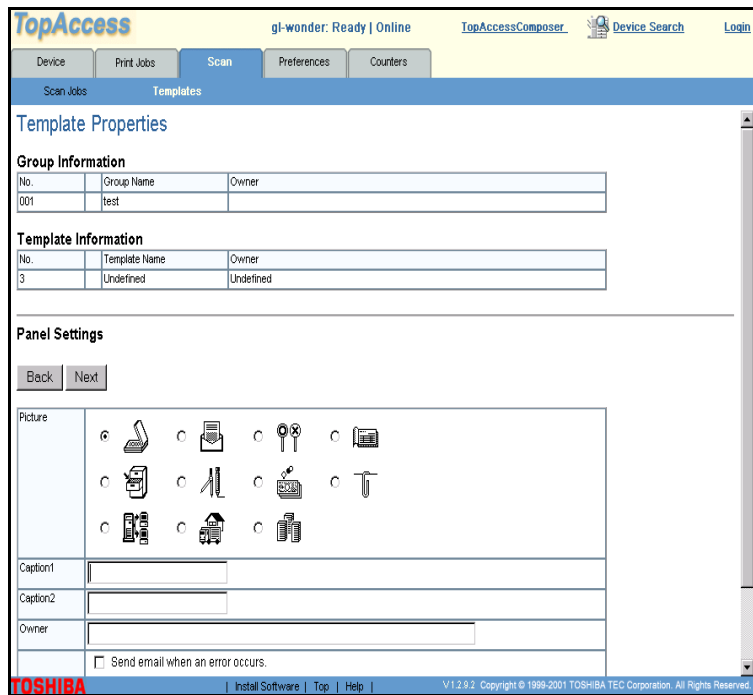 TopAccess gl-wonder: Ready | Online TopAccessComposer Device Search Login
Device Print Jobs Scan Preferences Counters
Scan Jobs Templates
Template Properties
Group Information
No. Group Name Owner
001 test
Template Information
No. Template Name Owner
3 Undefined Undefined
Panel Settings
Back Next
Picture
Caption1
Caption2
Owner
Send email when an error occurs.
TOSHIBA | Install Software | Top | Help | V1.2.9.2 Copyright © 1999-2001 TOSHIBA TEC Corporation. All Rights Reserved.